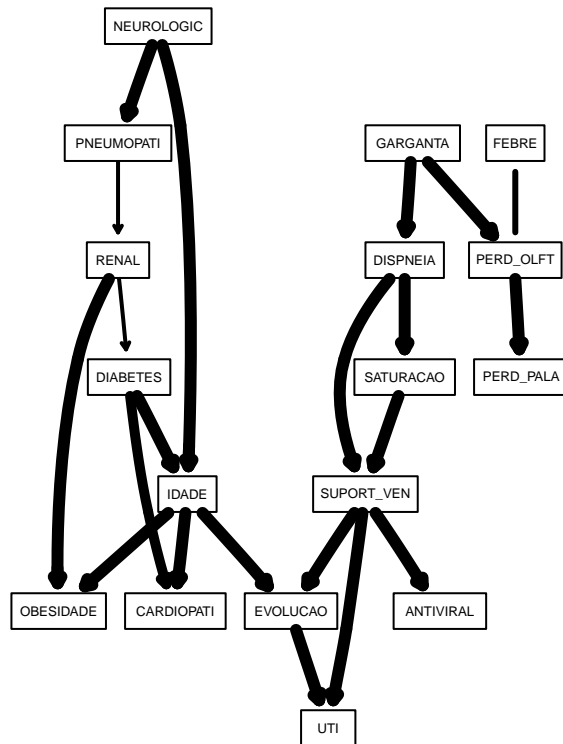 NEUROLOGIC
PNEUMOPATI
GARGANTA
FEBRE
RENAL
DISPNEIA
PERD_OLFT
DIABETES
SATURACAO
PERD_PALA
IDADE
SUPORT_VEN
OBESIDADE
CARDIOPATI
EVOLUCAO
ANTIVIRAL
UTI